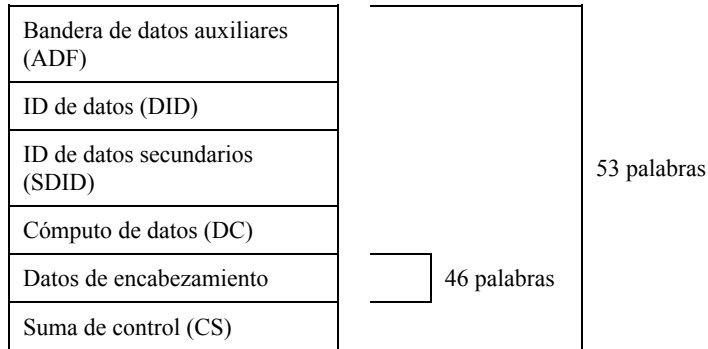 Bandera de datos auxiliares
(ADF)
ID de datos (DID)
ID de datos secundarios
(SDID)
53 palabras
Cómputo de datos (DC)
Datos de encabezamiento
46 palabras
Suma de control (CS)